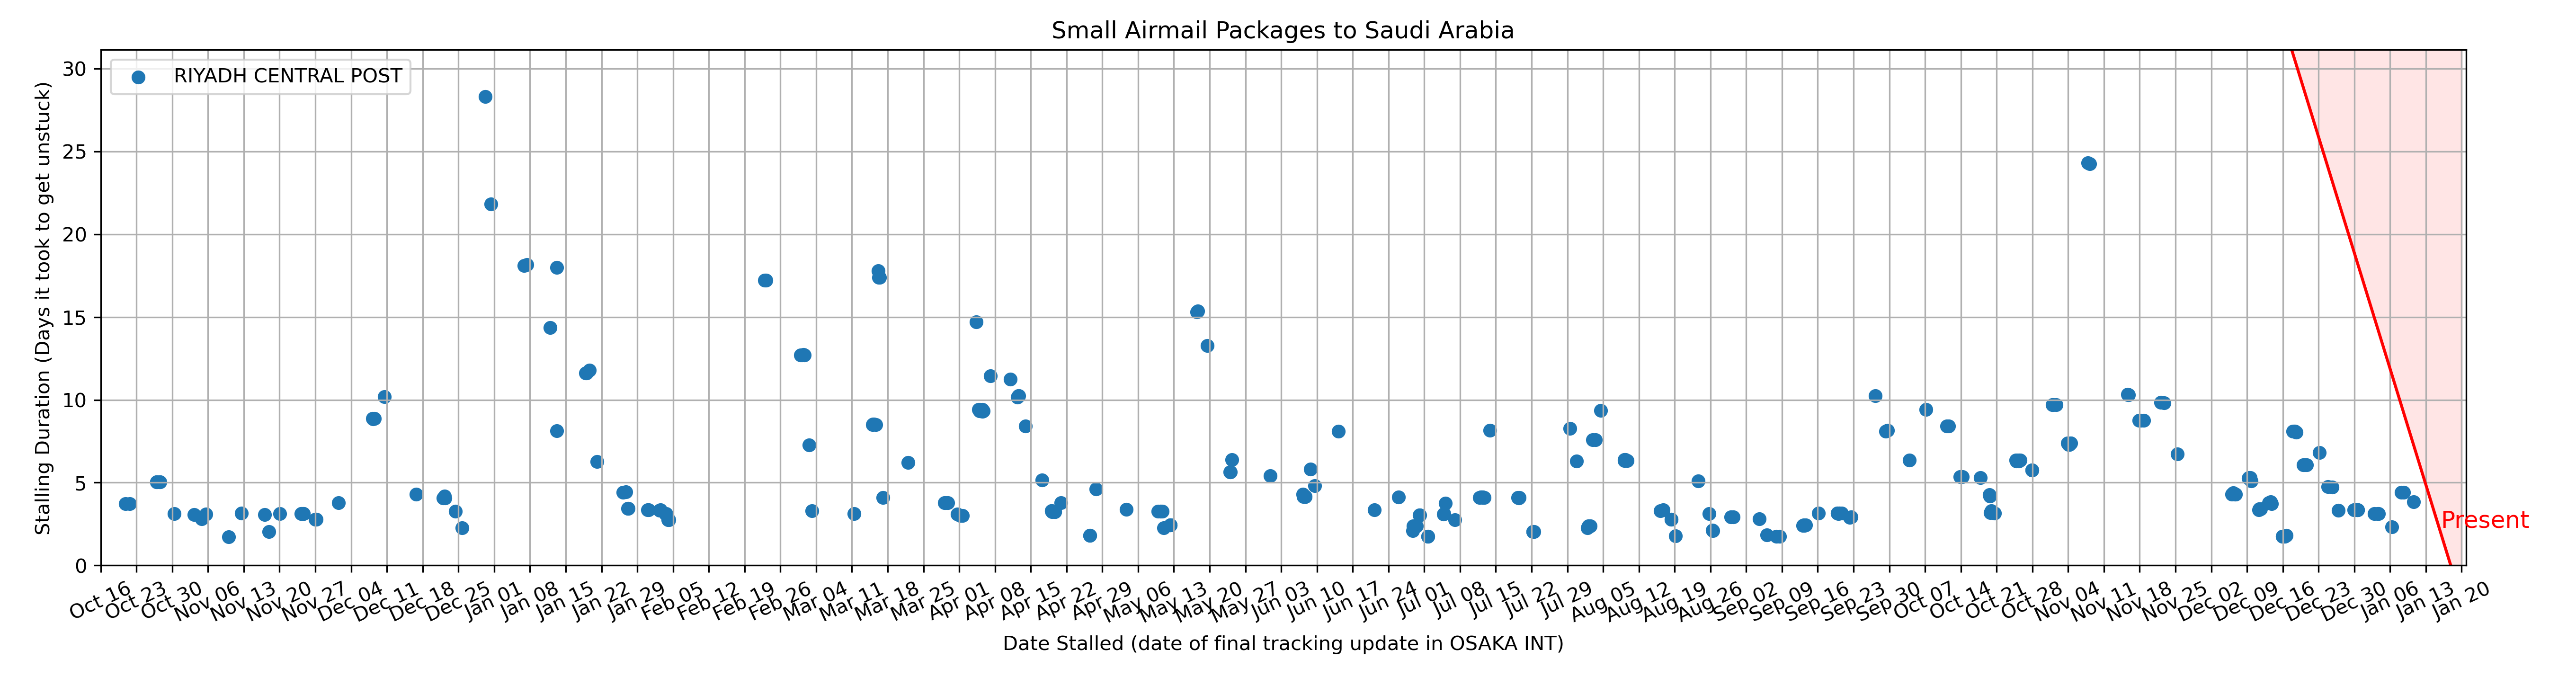 Small Airmail Packages to Saudi Arabia
Stalling Duration (Days it took to get unstuck)
30
25
20
15
10
5
0
RIYADH CENTRAL POST
Present
Oct 16 Oct 23 Oct 30 Nov 06 Nov 13 Nov 20 Nov 27 Dec 04 Dec 11 Dec 18 Dec 25 Jan 01 Jan 08 Jan 15 Jan 22 Jan 29 Feb 05 Feb 12 Feb 19 Feb 26 Mar 04 Mar 11 Mar 18 Mar 25 Apr 01 Apr 08 Apr 15 Apr 22 Apr 29 May 06 May 13 May 20 May 27 Jun 03 Jun 10 Jun 17 Jun 24 Jul 01 Jul 08 Jul 15 Jul 22 Jul 29 Aug 05 Aug 12 Aug 19 Aug 26 Sep 02 Sep 09 Sep 16 Sep 23 Sep 30 Oct 07 Oct 14 Oct 21 Oct 28 Nov 04 Nov 11 Nov 18 Nov 25 Dec 02 Dec 09 Dec 16 Dec 23 Dec 30 Jan 06 Jan 13 Jan 20
Date Stalled (date of final tracking update in OSAKA INT)